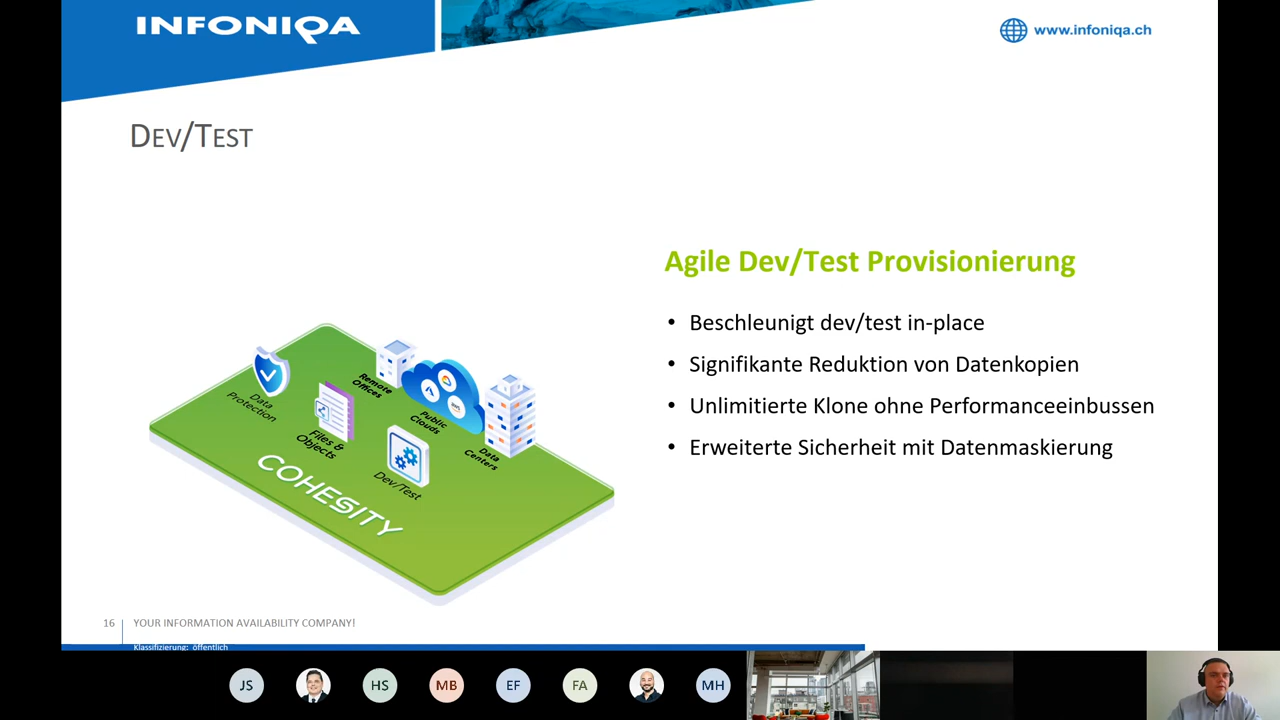 INFONIQA
www.infoniqa.ch
DEV/TEST
Agile Dev/Test Provisionierung
• Beschleunigt dev/test in-place
• Signifikante Reduktion von Datenkopien
• Unlimitierte Klone ohne Performanceeinbussen
• Erweiterte Sicherheit mit Datenmaskierung
Data
Protection
Files &
Objects
Remote
Offices
Public
Clouds
aws
Data
Centers
Dev/Test
COHESITY
16
YOUR INFORMATION AVAILABILITY COMPANY!
Klassifizierung: öffentlich
JS
HS
MB
EF
FA
MH